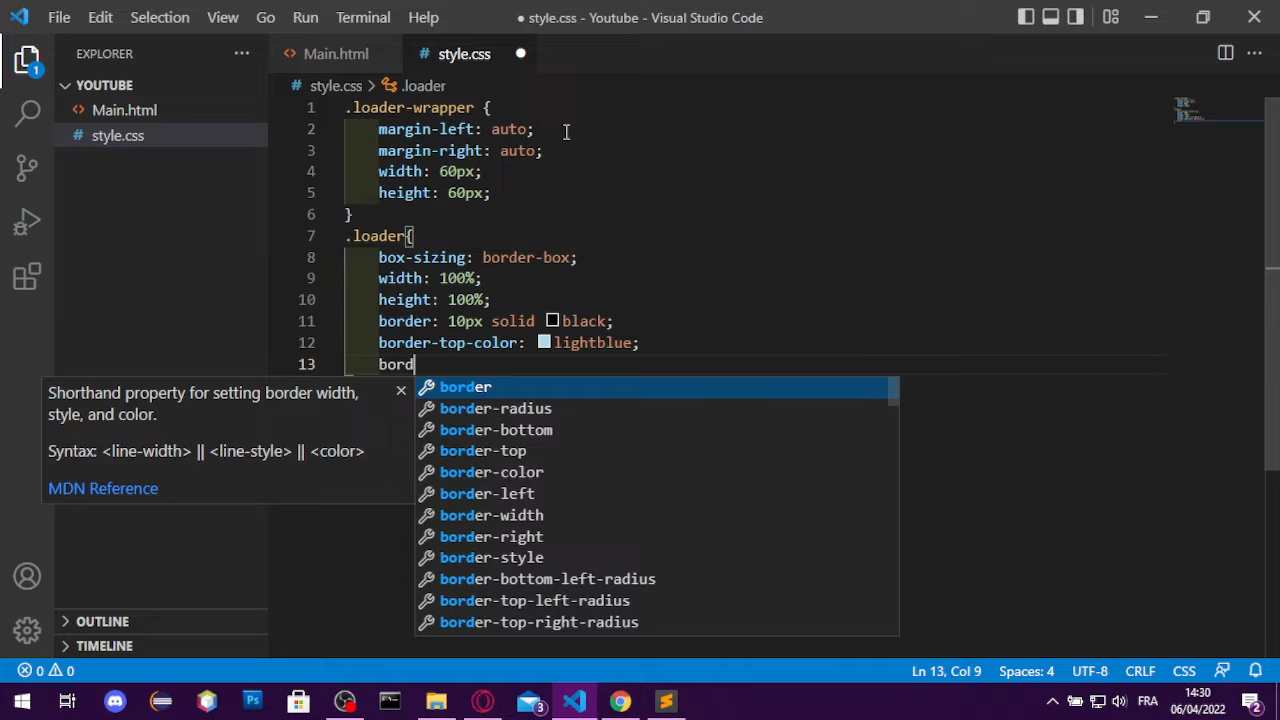 File Edit Selection View Go Run Terminal Help
● style.css - Youtube - Visual Studio Code
EXPLORER
YOUTUBE
Main.html
style.css
1
Main.html
# style.css
# style.css > .loader
1 .loader-wrapper {
2 margin-left: auto;
3 margin-right: auto;
4 width: 60px;
5 height: 60px;
6 }
7 .loader{
8 box-sizing: border-box;
9 width: 100%;
10 height: 100%;
11 border: 10px solid black;
12 border-top-color: lightblue;
13 bord
Shorthand property for setting border width,
style, and color.
Syntax: <line-width> || <line-style> || <color>
MDN Reference
border
border-radius
border-bottom
border-top
border-color
border-left
border-width
border-right
border-style
border-bottom-left-radius
border-top-left-radius
border-top-right-radius
OUTLINE
TIMELINE
0 0
Ln 13, Col 9 Spaces: 4 UTF-8 CRLF CSS
Ps
3
FRA
14:30
06/04/2022
2